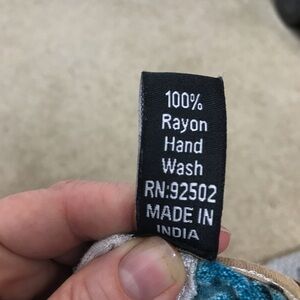 100%
Rayon
Hand
Wash
RN:92502
MADE IN
INDIA